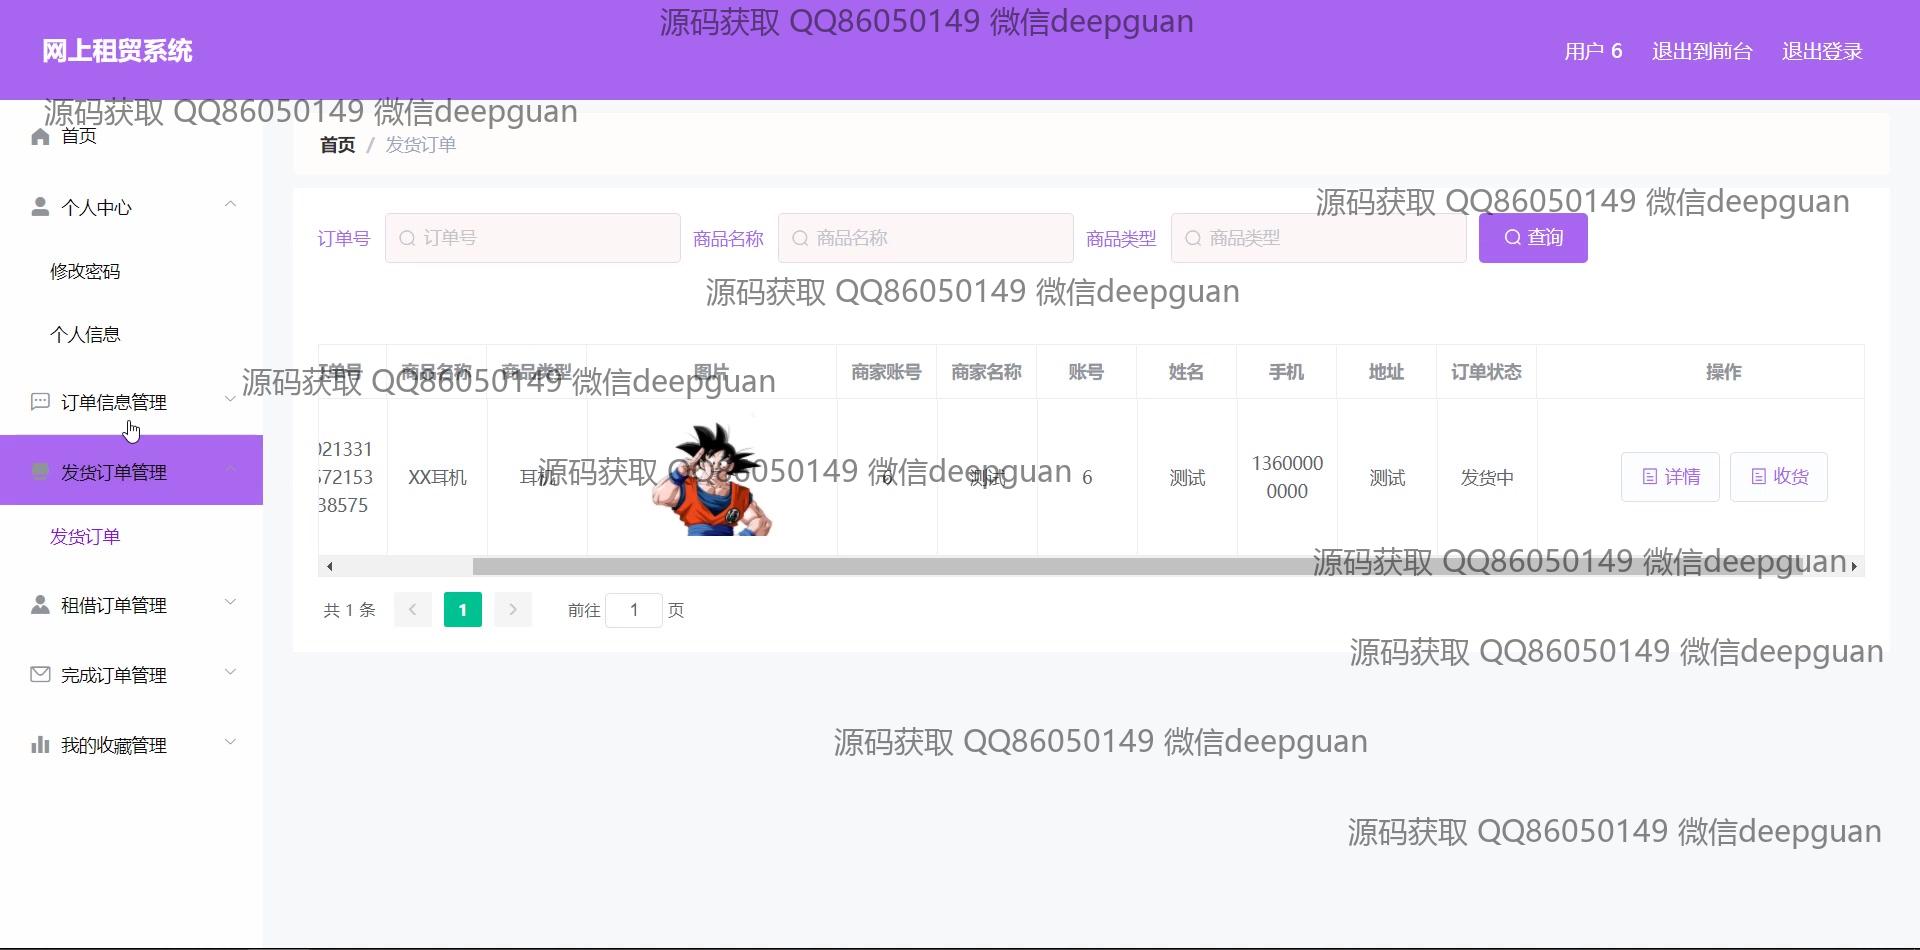 源码获取 QQ86050149 微信deepguan
网上租贸系统
用户 6 退出到前台 退出登录
源码获取 QQ86050149 微信deepguan
首页
首页 / 发货订单
源码获取 QQ86050149 微信deepguan
个人中心
订单号 订单号 商品名称 商品名称 商品类型 商品类型 查询
修改密码
源码获取 QQ86050149 微信deepguan
个人信息
订单号 商品名称 商品类型 图片 商家账号 商家名称 账号 姓名 手机 地址 订单状态 操作
源码获取 QQ86050149 微信deepguan
订单信息管理
发货订单管理
021331
572153
38575
XX耳机 耳机 6 测试 6 测试 1360000
0000
测试 发货中 详情 收货
源码获取 QQ86050149 微信deepguan
发货订单
源码获取 QQ86050149 微信deepguan
租借订单管理
共 1 条 1 前往 1 页
源码获取 QQ86050149 微信deepguan
完成订单管理
我的收藏管理
源码获取 QQ86050149 微信deepguan
源码获取 QQ86050149 微信deepguan